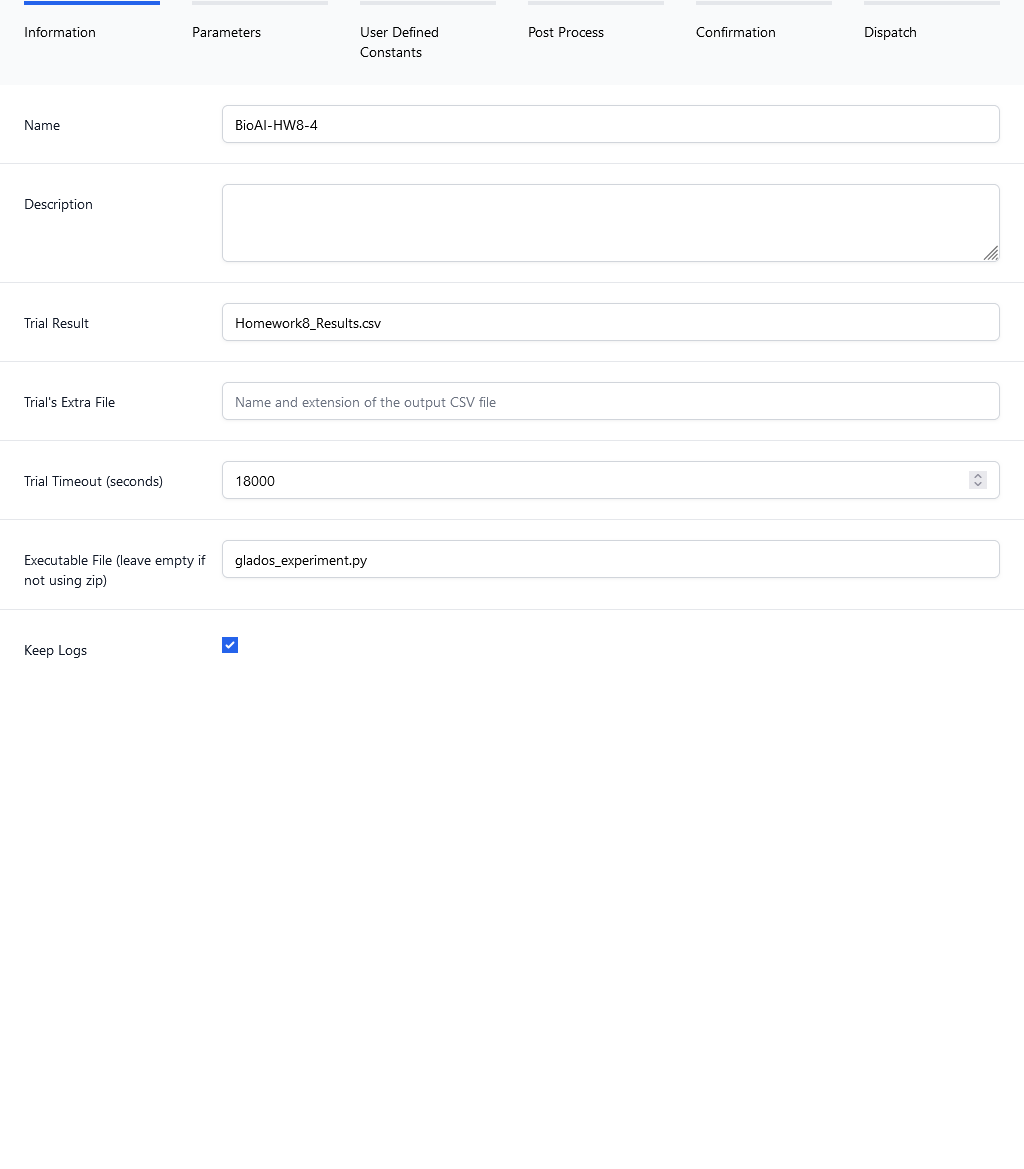 Information
Parameters
User Defined
Constants
Post Process
Confirmation
Dispatch
Name
BioAI-HW8-4
Description
Trial Result
Homework8_Results.csv
Trial's Extra File
Name and extension of the output CSV file
Trial Timeout (seconds)
18000
Executable File (leave empty if
not using zip)
glados_experiment.py
Keep Logs